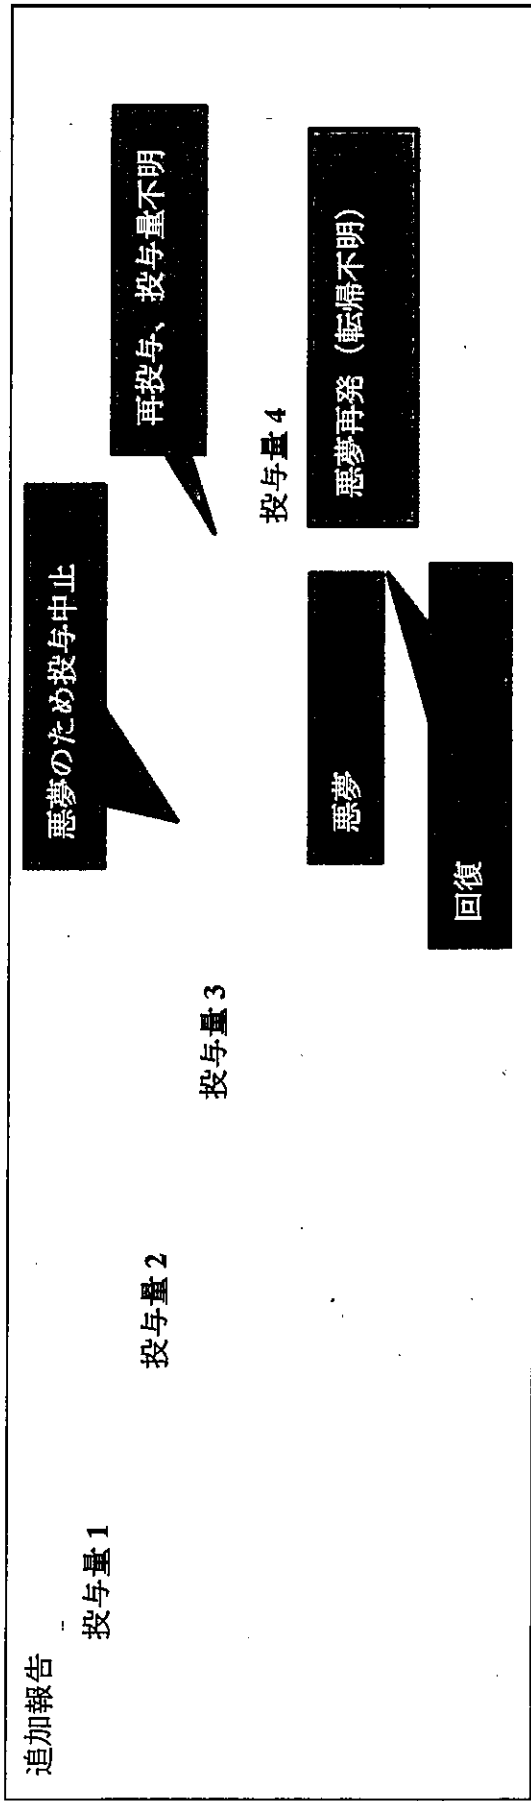 追加報告
投与量1
投与量2
投与量3
投与量4
悪夢のため投与中止
再投与、投与量不明
悪夢
悪夢再発（転帰不明）
回復